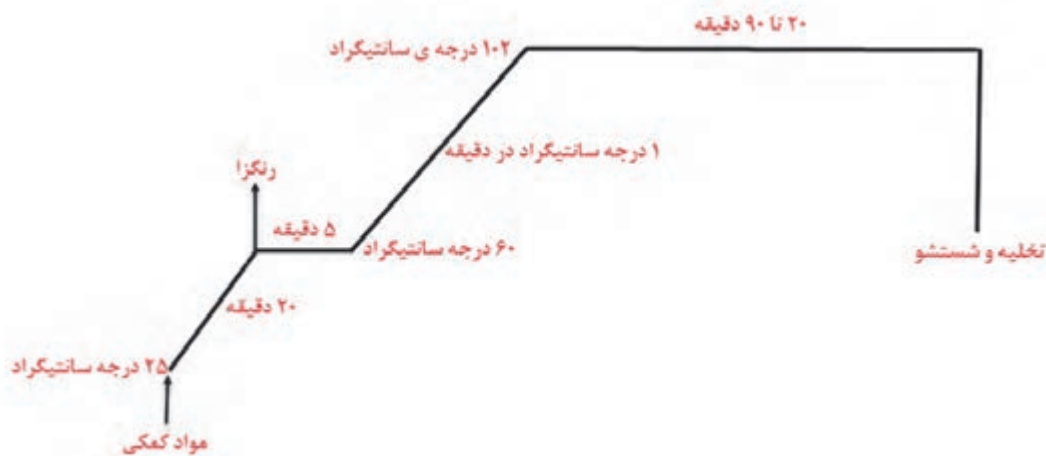 ۲۰ تا ۹۰ دقیقه
۱۰۲ درجه ی سانتیگراد
۱ درجه سانتیگراد در دقیقه
رنگزا
۵ دقیقه
۶۰ درجه سانتیگراد
تخلیه و شستشو
۲۰ دقیقه
۲۵ درجه سانتیگراد
مواد کمکی